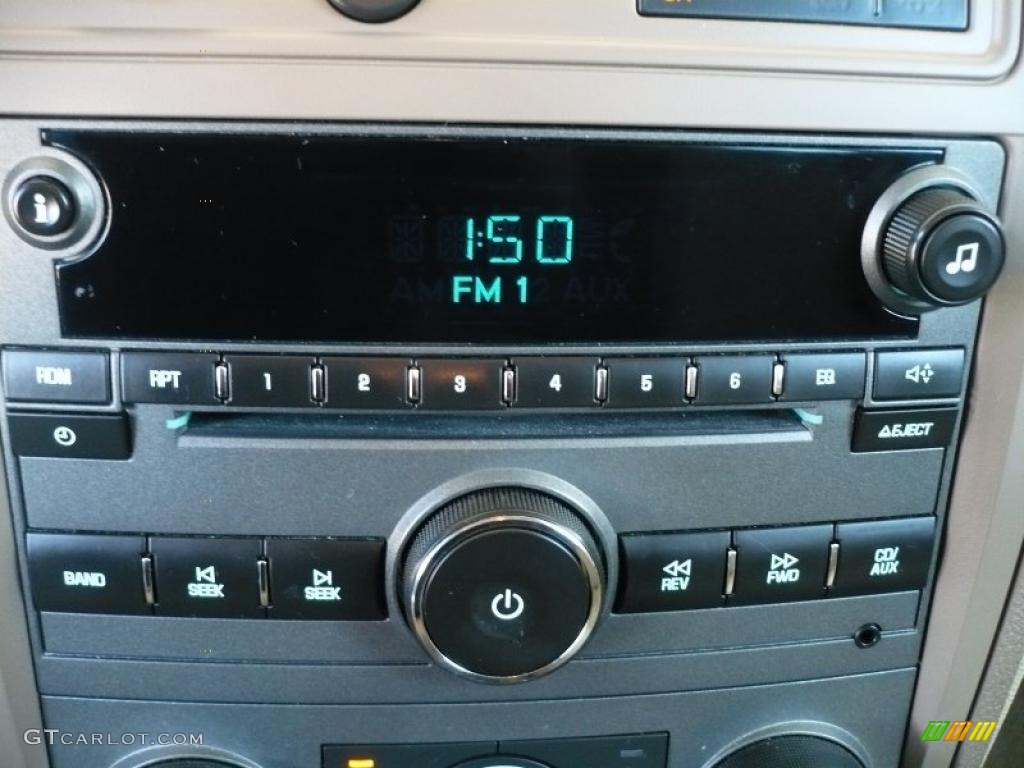 i
1:50
FM 1
RDM
RPT
1
2
3
4
5
6
EQ
EJECT
BAND
SEEK
SEEK
REV
FWD
CD/
AUX
GTCARLOT.COM